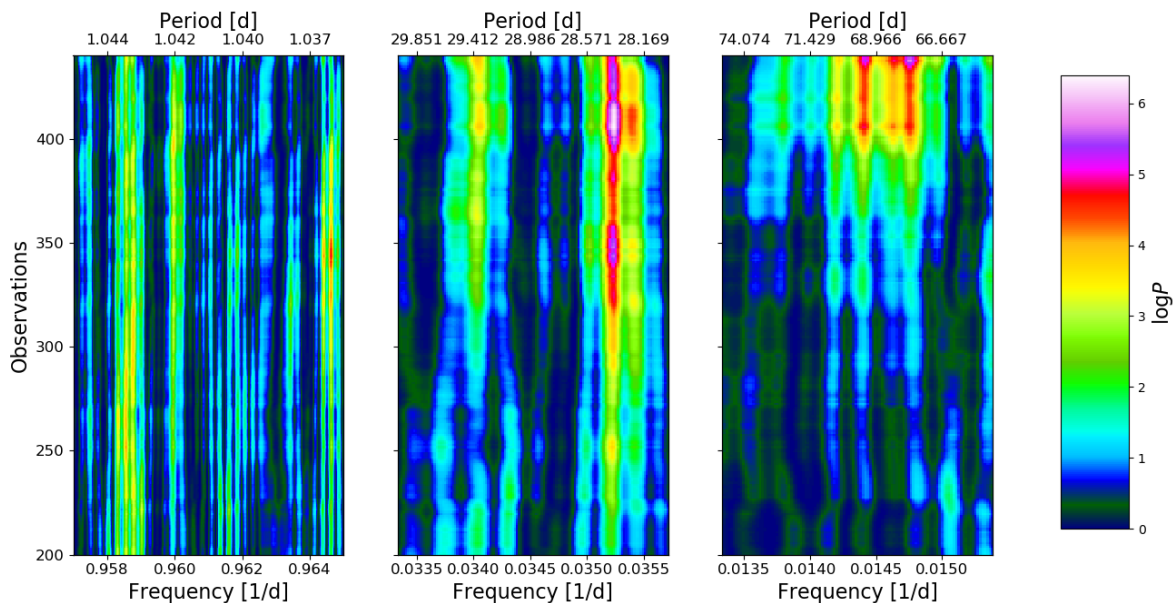 Period [d] Period [d] Period [d]
1.044 1.042 1.040 1.037 29.851 29.412 28.986 28.571 28.169 74.074 71.429 68.966 66.667
6
400
5
350
4
Observations
logP
3
300
2
250
1
200
0
0.958 0.960 0.962 0.964 0.0335 0.0340 0.0345 0.0350 0.0355 0.0135 0.0140 0.0145 0.0150
Frequency [1/d] Frequency [1/d] Frequency [1/d]